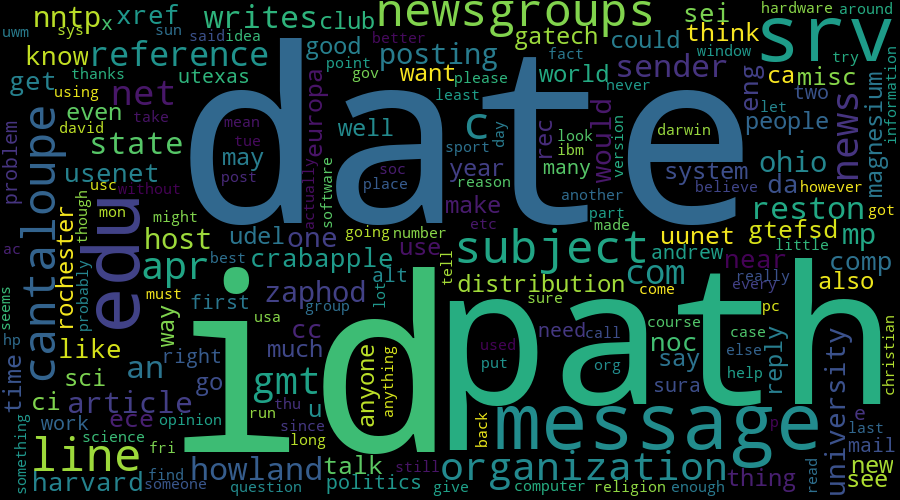 nntp
x
xref
writes
club
newsgroups
sei
hardware
around
uwm
sys
sun
said
idea
good
better
gatech
could
think
srv
know
reference
point
gov
posting
fact
window
try
get
thanks
utexas
europa
want
please
world
sender
ca
misc
using
net
least
never
eng
two
let
information
even
take
date
c
day
rec
would
version
problem
david
mean
well
look
darwin
people
news
magnesium
cantaloupe
state
tue
sport
ibm
usenet
may
post
soc
year
many
system
ohio
usc
without
actually
software
place
reason
another
believe
da
however
edu
mon
might
part
reston
got
rochester
though
udel
one
going
number
make
etc
made
uunet
gtefsd
mp
host
use
subject
little
ac
apr
best
crabapple
alt
tell
com
andrew
near
comp
probably
must
first
zaphod
lot
distribution
sure
come
really
every
also
seems
way
group
id
path
pc
hp
usa
cc
need
call
course
noc
case
christian
like
right
much
used
else
reply
time
sci
an
go
gmt
anyone
anything
put
org
say
sura
help
university
ci
article
u
message
work
ece
opinion
run
thu
since
back
p
e
last
line
science
fri
long
mail
something
harvard
find
someone
howland
question
talk
politics
still
give
organization
computer
religion
enough
thing
read
new
see